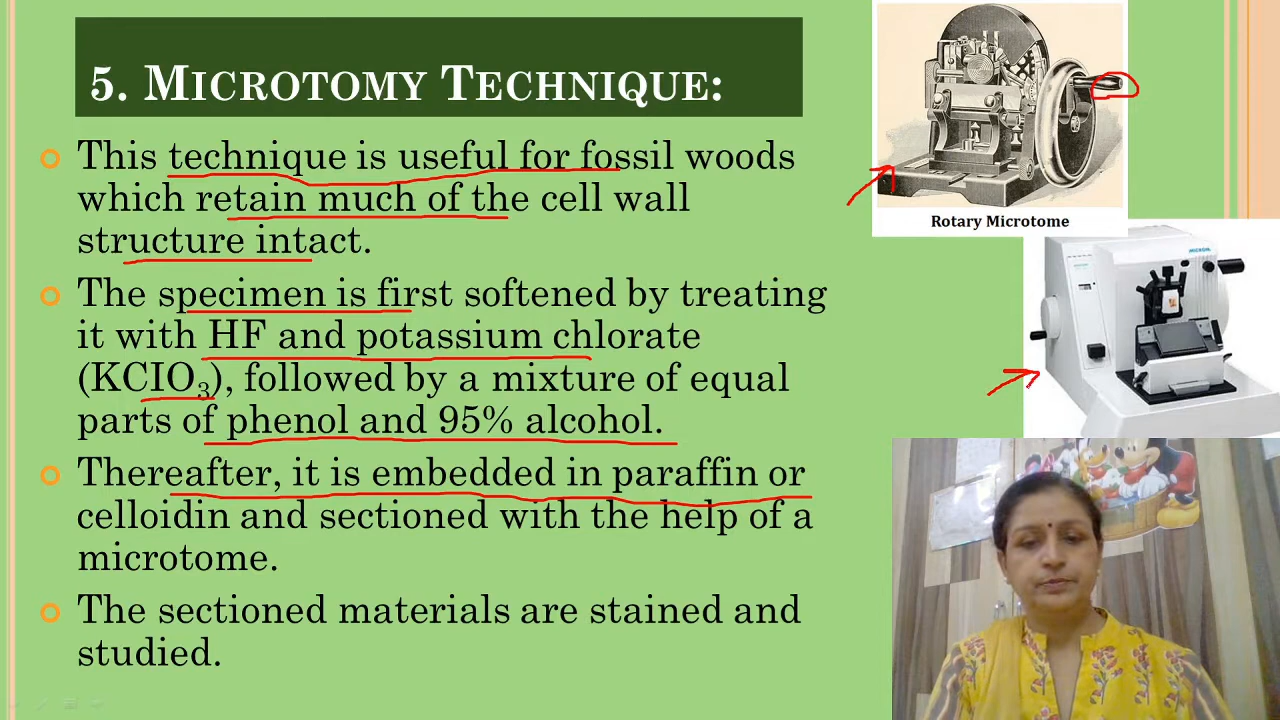 5. MICROTOMY TECHNIQUE:
This technique is useful for fossil woods
which retain much of the cell wall
structure intact.
The specimen is first softened by treating
it with HF and potassium chlorate
(KCIO3), followed by a mixture of equal
parts of phenol and 95% alcohol.
Thereafter, it is embedded in paraffin or
celloidin and sectioned with the help of a
microtome.
The sectioned materials are stained and
studied.
Rotary Microtome
MICROM